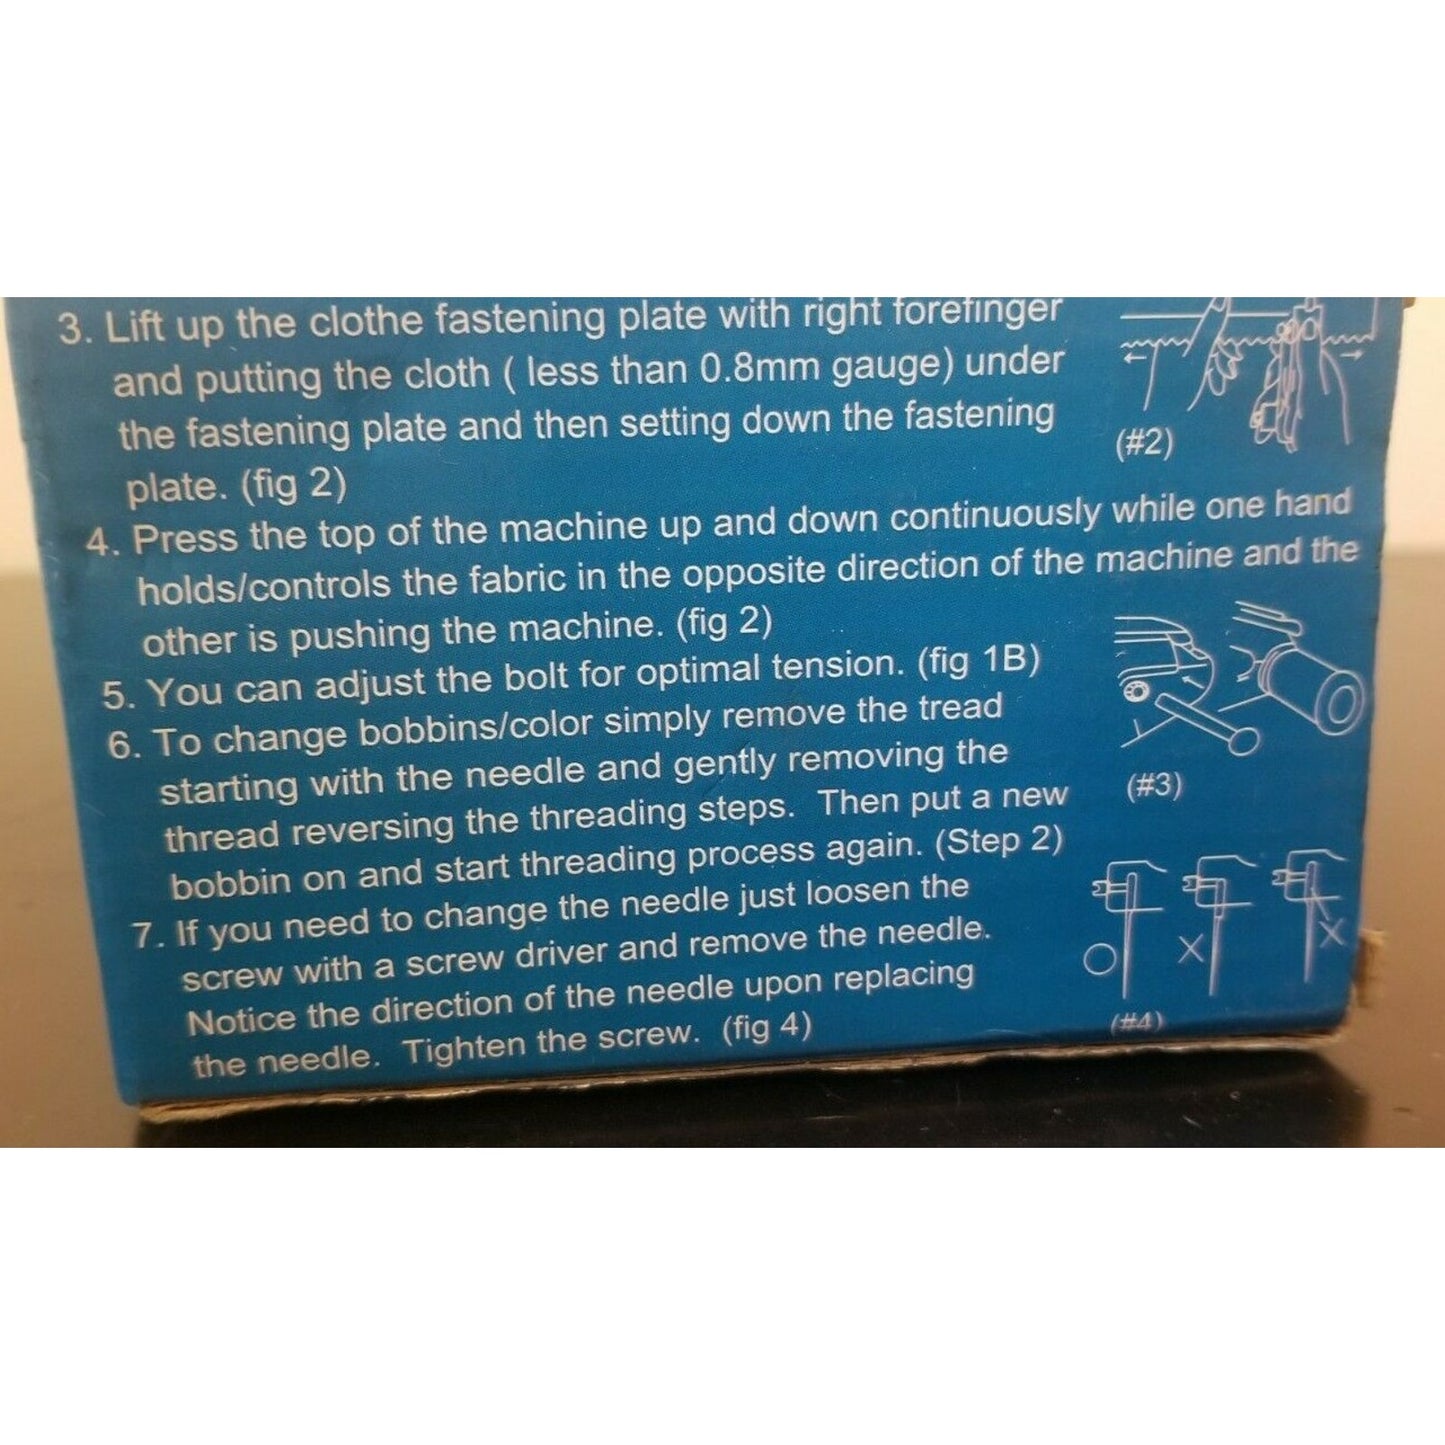 3. Lift up the clothe fastening plate with right forefinger
and putting the cloth ( less than 0.8mm gauge) under
the fastening plate and then setting down the fastening
plate. (fig 2)
(#2)
4. Press the top of the machine up and down continuously while one hand
holds/controls the fabric in the opposite direction of the machine and the
other is pushing the machine. (fig 2)
5. You can adjust the bolt for optimal tension. (fig 1B)
6. To change bobbins/color simply remove the tread
starting with the needle and gently removing the
thread reversing the threading steps. Then put a new
bobbin on and start threading process again. (Step 2)
(#3)
7. If you need to change the needle just loosen the
screw with a screw driver and remove the needle.
Notice the direction of the needle upon replacing
the needle. Tighten the screw. (fig 4)
(#4)